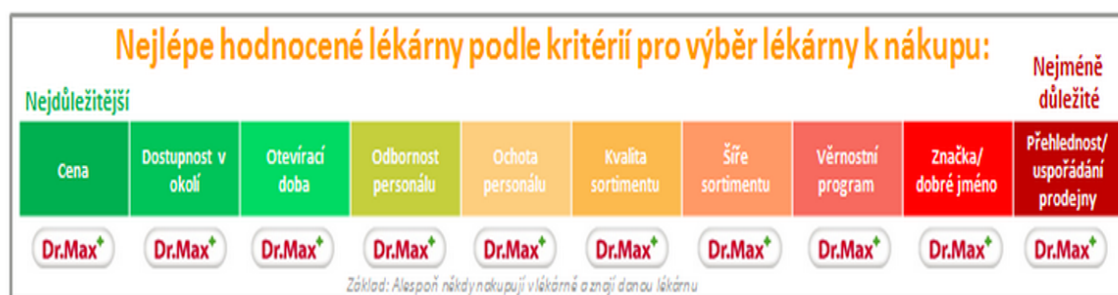 Nejlépe hodnocené lékárny podle kritérií pro výběr lékárny k nákupu:
Nejdůležitější
Nejméně
důležité
Cena
Dostupnost v
okolí
Otevírací
doba
Odbornost
personálu
Ochota
personálu
Kvalita
sortimentu
Šíře
sortimentu
Věrnostní
program
Značka/
dobré jméno
Přehlednost/
uspořádání
prodejny
Dr.Max+
Dr.Max+
Dr.Max+
Dr.Max+
Dr.Max+
Dr.Max+
Dr.Max+
Dr.Max+
Dr.Max+
Dr.Max+
Základ: Alespoň někdy nakupují v lékárně a znají danou lékárnu